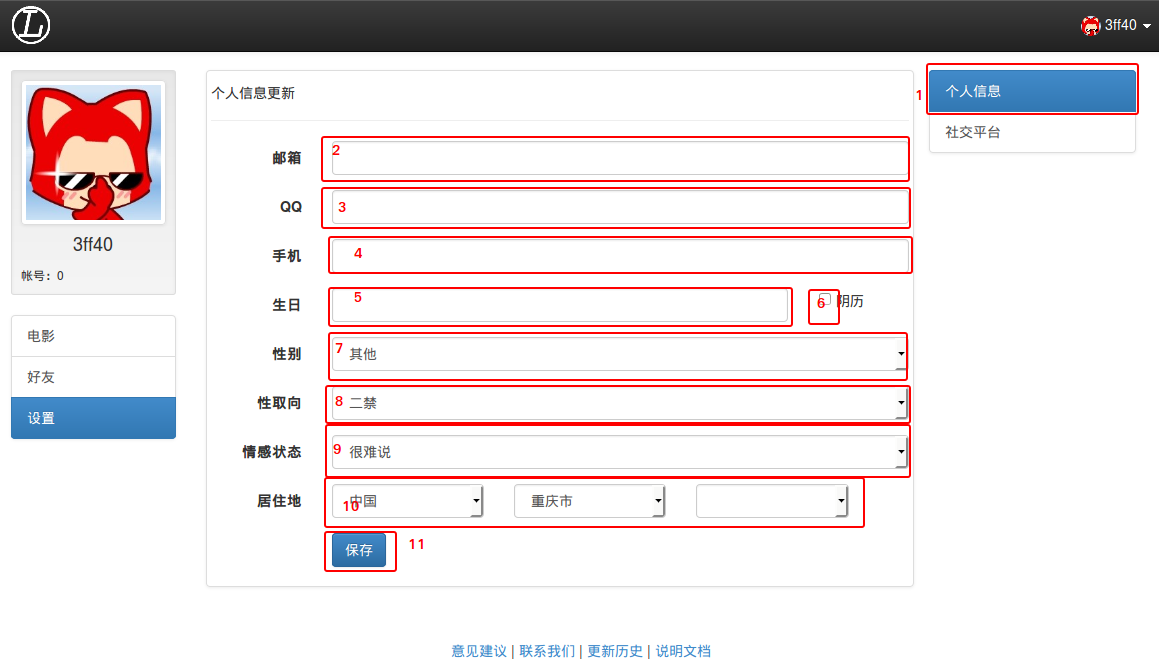 L
3ff40
3ff40
帐号：0
电影
好友
设置
个人信息更新
邮箱 2
QQ 3
手机 4
生日 5 6 阴历
性别 7 其他
性取向 8 二禁
情感状态 9 很难说
居住地 10 中国 重庆市
保存 11
1 个人信息
社交平台
意见建议 | 联系我们 | 更新历史 | 说明文档